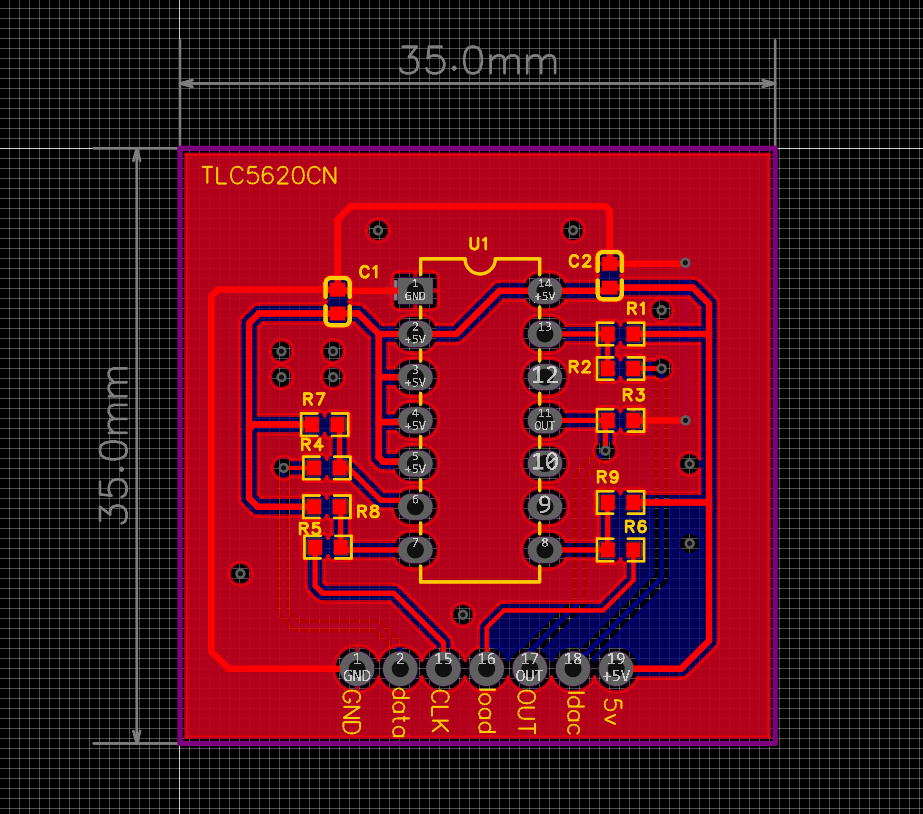 35.0mm
35.0mm
TLC5620CN
U1
C1
C2
1
GND
14
+5V
R1
2
+5V
13
R2
3
+5V
12
R3
R7
4
+5V
11
OUT
R4
5
+5V
10
R9
6
9
R8
R5
R6
7
8
1
GND
2
15
16
17
OUT
18
19
+5V
GND
data
CLK
load
OUT
ldac
5v